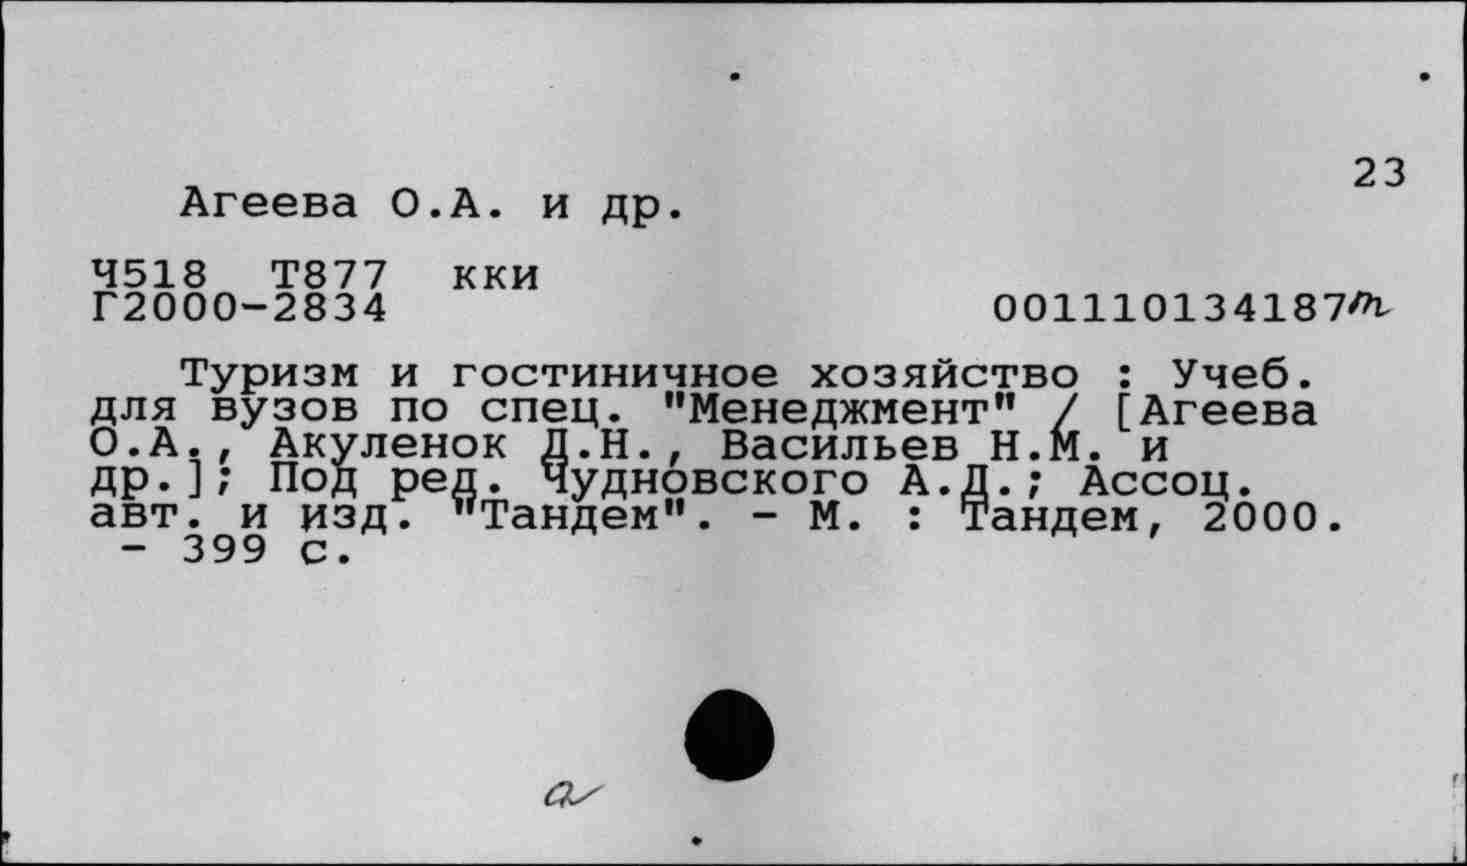 23
Агеева О.А. и др.
Ч518 Т877 кки
Г2000-2834 001110134187
Туризм и гостиничное хозяйство : Учеб.
для вузов по спец. "Менеджмент" / [Агеева
О.А., Акуленок Д.Н., Васильев Н.М. и
др.]; Под ред. Чудновского А.Д.; Ассоц.
авт. и изд. "Тандем". - М. : Тандем, 2000.
- 399 с.